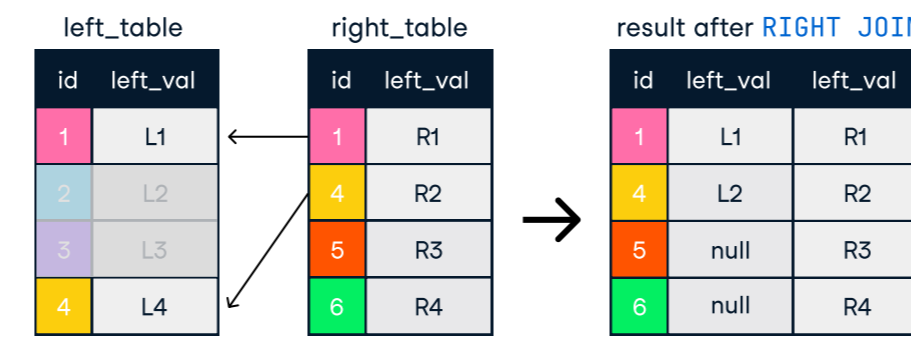 left_table right_table result after RIGHT JOIN
id left_val id left_val id left_val left_val
1 L1 1 R1 1 L1 R1
2 L2 4 R2 4 L2 R2
3 L3 5 R3 5 null R3
4 L4 6 R4 6 null R4